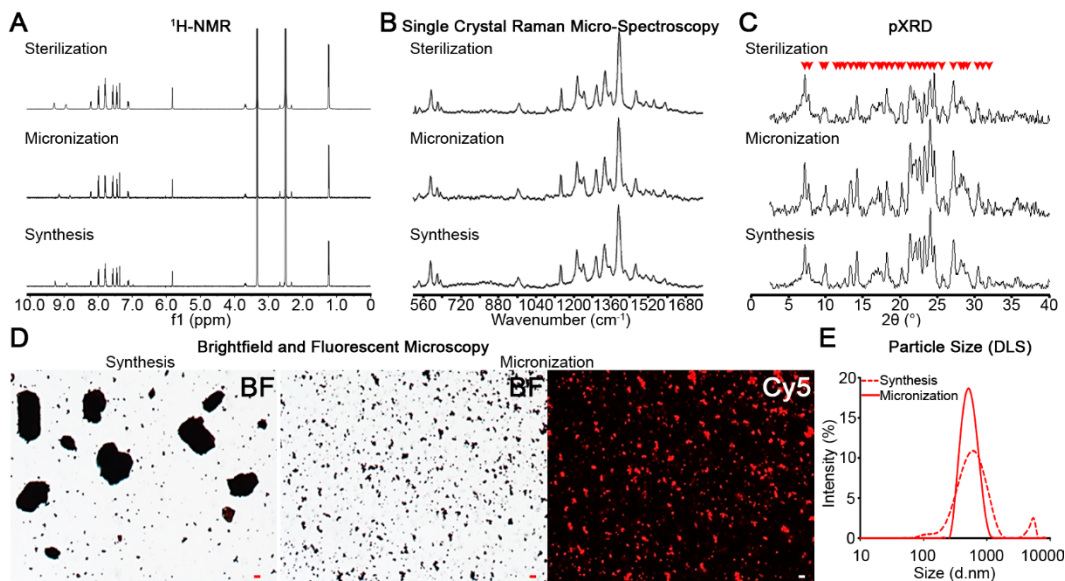 A
¹H-NMR
Sterilization
Micronization
Synthesis
10.0 9.0 8.0 7.0 6.0 5.0 4.0 3.0 2.0 1.0 0
f1 (ppm)
B
Single Crystal Raman Micro-Spectroscopy
Sterilization
Micronization
Synthesis
560 720 880 1040 1200 1360 1520 1680
Wavenumber (cm⁻¹)
C
pXRD
Sterilization
Micronization
Synthesis
0 5 10 15 20 25 30 35 40
2θ (°)
D
Brightfield and Fluorescent Microscopy
Synthesis
Micronization
BF
BF
Cy5
E
Particle Size (DLS)
Synthesis
Micronization
20
15
10
5
0
Intensity (%)
10 100 1000 10000
Size (d.nm)